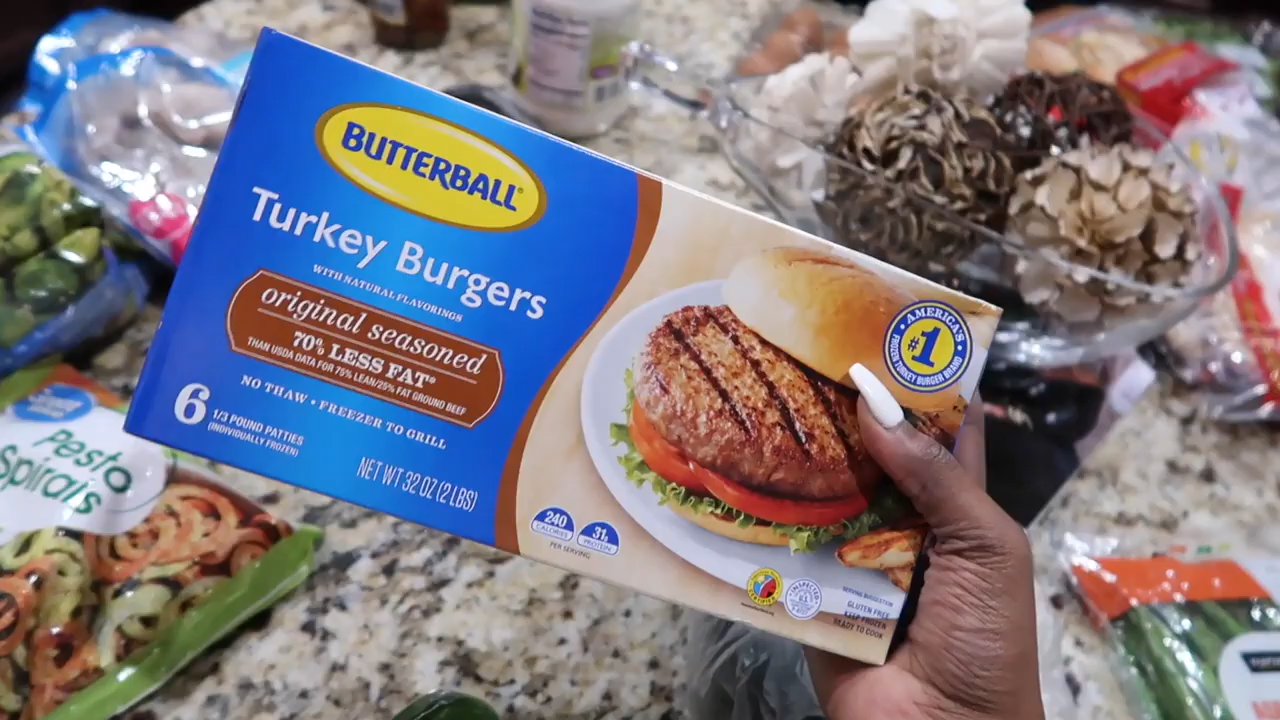 BUTTERBALL®
Turkey Burgers
WITH NATURAL FLAVORINGS
original seasoned
70% LESS FAT*
THAN USDA DATA FOR 75% LEAN/25% FAT GROUND BEEF
NO THAW • FREEZER TO GRILL
6
1/3 POUND PATTIES
(INDIVIDUALLY FROZEN)
NET WT 32 OZ (2 LBS)
AMERICA'S
#1
FROZEN TURKEY BURGER BRAND
240
CALORIES
31g
PROTEIN
PER SERVING
SERVING SUGGESTION
GLUTEN FREE
KEEP FROZEN
READY TO COOK
Pesto
Spirals